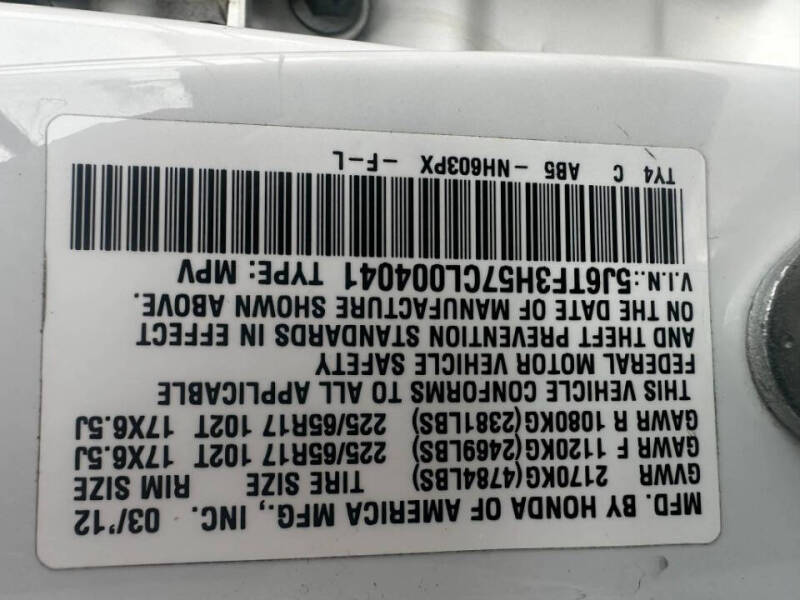 MFD. BY HONDA OF AMERICA MFG., INC. 03/'12
GVWR 2170KG(4784LBS) TIRE SIZE RIM SIZE
GAWR F 1120KG(2469LBS) 225/65R17 102T 17X6.5J
GAWR R 1080KG(2381LBS) 225/65R17 102T 17X6.5J
THIS VEHICLE CONFORMS TO ALL APPLICABLE
FEDERAL MOTOR VEHICLE SAFETY
AND THEFT PREVENTION STANDARDS IN EFFECT
ON THE DATE OF MANUFACTURE SHOWN ABOVE.
V.I.N.:5J6TF3H57CL004041 TYPE: MPV
TY4 C AB5 -NH603PX -F-L